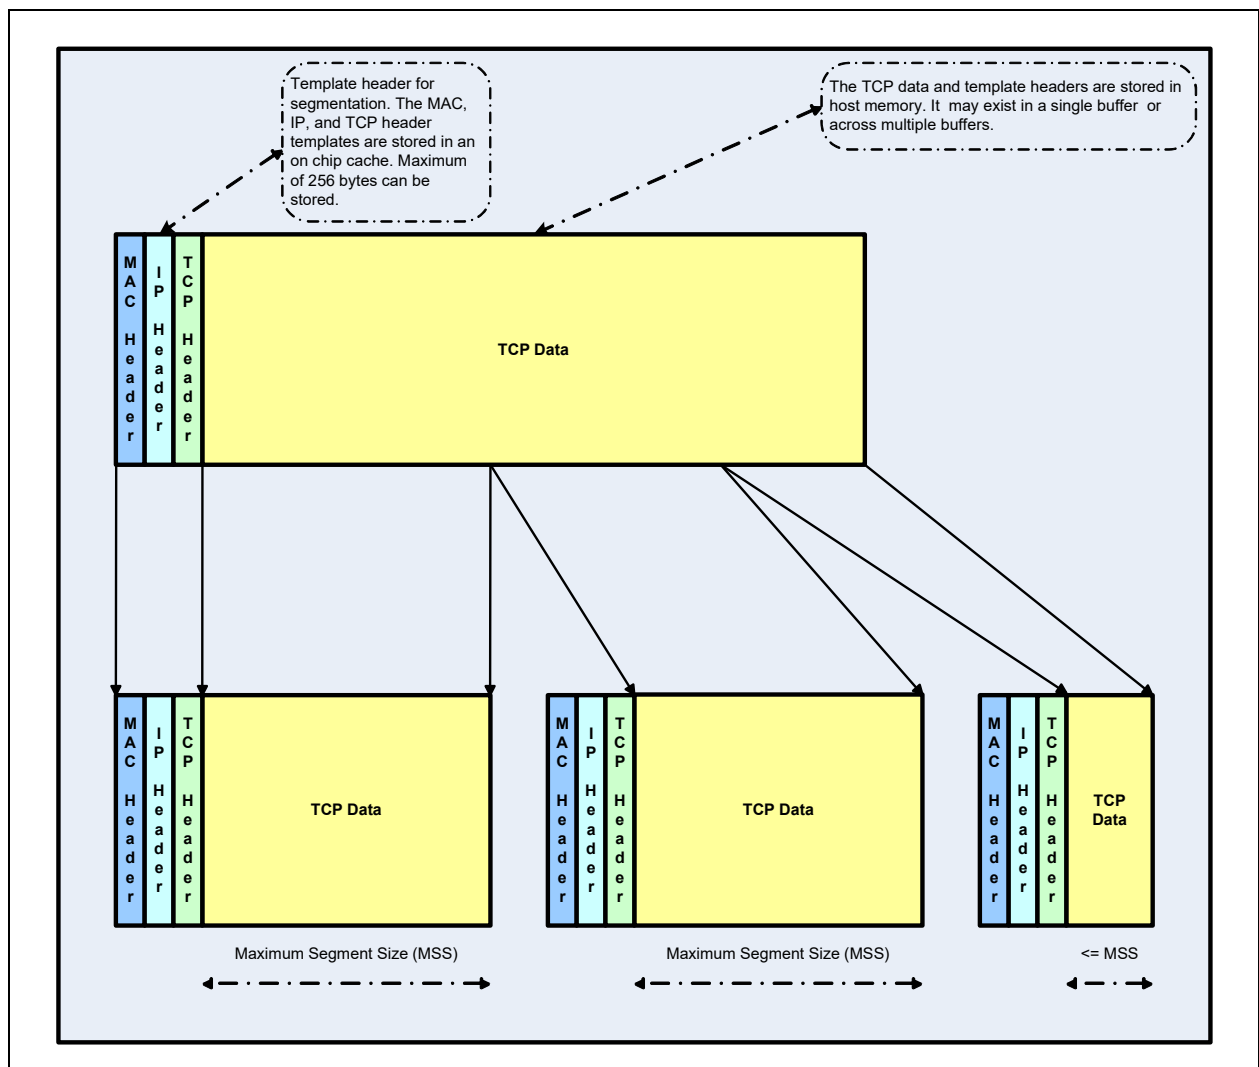 Template header for
segmentation. The MAC,
IP, and TCP header
templates are stored in an
on chip cache. Maximum
of 256 bytes can be
stored.
The TCP data and template headers are stored in
host memory. It may exist in a single buffer or
across multiple buffers.
MAC Header
IP Header
TCP Header
TCP Data
MAC Header
IP Header
TCP Header
TCP Data
MAC Header
IP Header
TCP Header
TCP Data
MAC Header
IP Header
TCP Header
TCP
Data
Maximum Segment Size (MSS)
Maximum Segment Size (MSS)
<= MSS